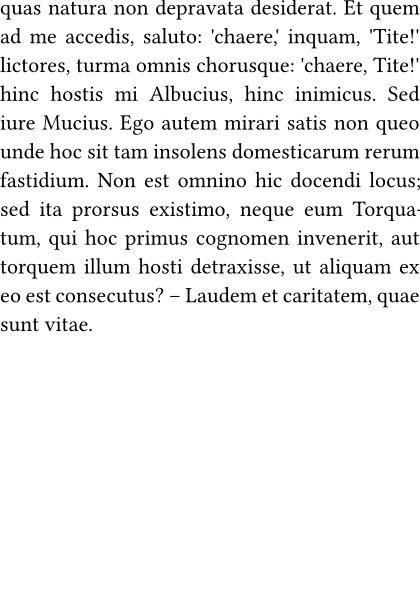 quas natura non depravata desiderat. Et quem
ad me accedis, saluto: 'chaere,' inquam, 'Tite!'
lictores, turma omnis chorusque: 'chaere, Tite!'
hinc hostis mi Albucius, hinc inimicus. Sed
iure Mucius. Ego autem mirari satis non queo
unde hoc sit tam insolens domesticarum rerum
fastidium. Non est omnino hic docendi locus;
sed ita prorsus existimo, neque eum Torqua-
tum, qui hoc primus cognomen invenerit, aut
torquem illum hosti detraxisse, ut aliquam ex
eo est consecutus? – Laudem et caritatem, quae
sunt vitae.